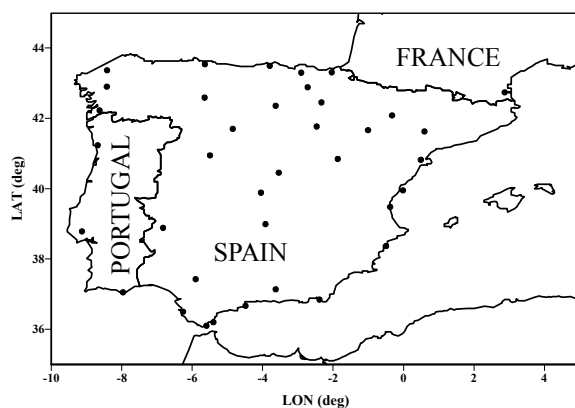 44
FRANCE
42
LAT (deg)
40
PORTUGAL
38
SPAIN
36
-10 -8 -6 -4 -2 0 2 4
LON (deg)